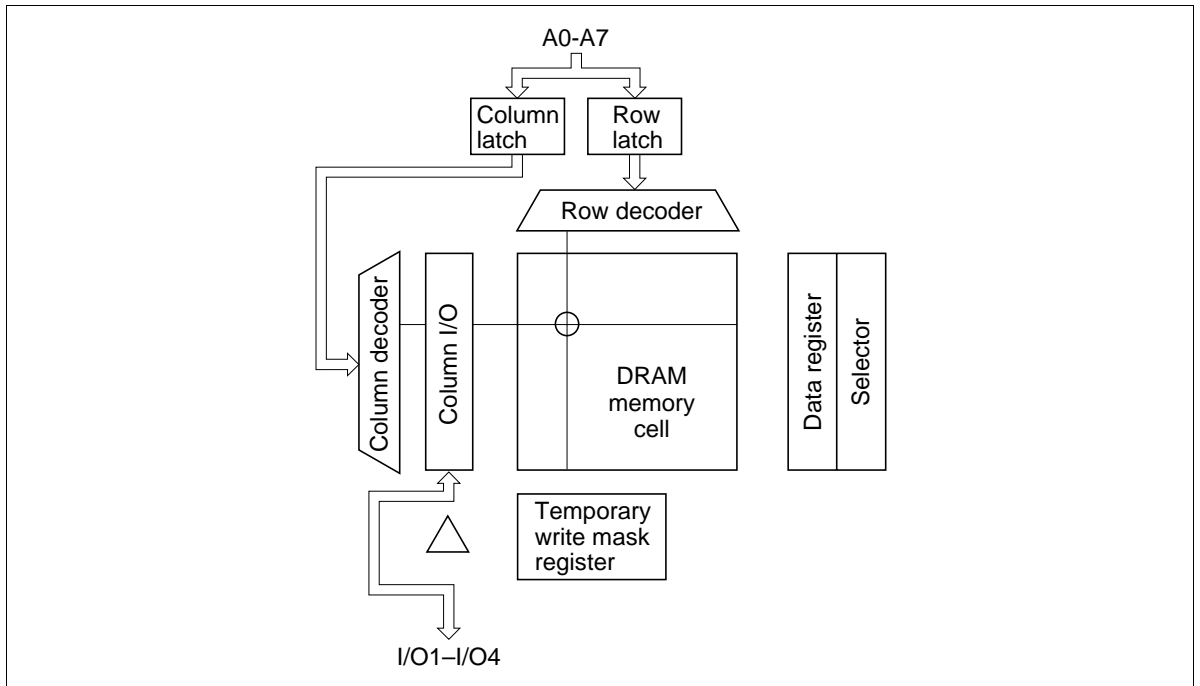 A0-A7
Column
latch
Row
latch
Row decoder
Column decoder
Column I/O
DRAM
memory
cell
Data register
Selector
Temporary
write mask
register
I/O1–I/O4